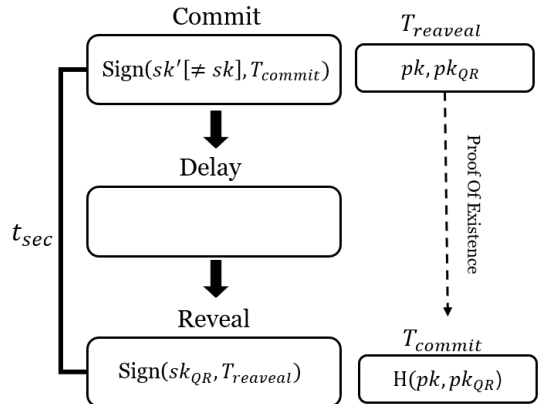 Commit
Sign(sk′[≠ sk], T_commit)
Delay
t_sec
Reveal
Sign(sk_QR, T_reaveal)
T_reaveal
pk, pk_QR
Proof Of Existence
T_commit
H(pk, pk_QR)